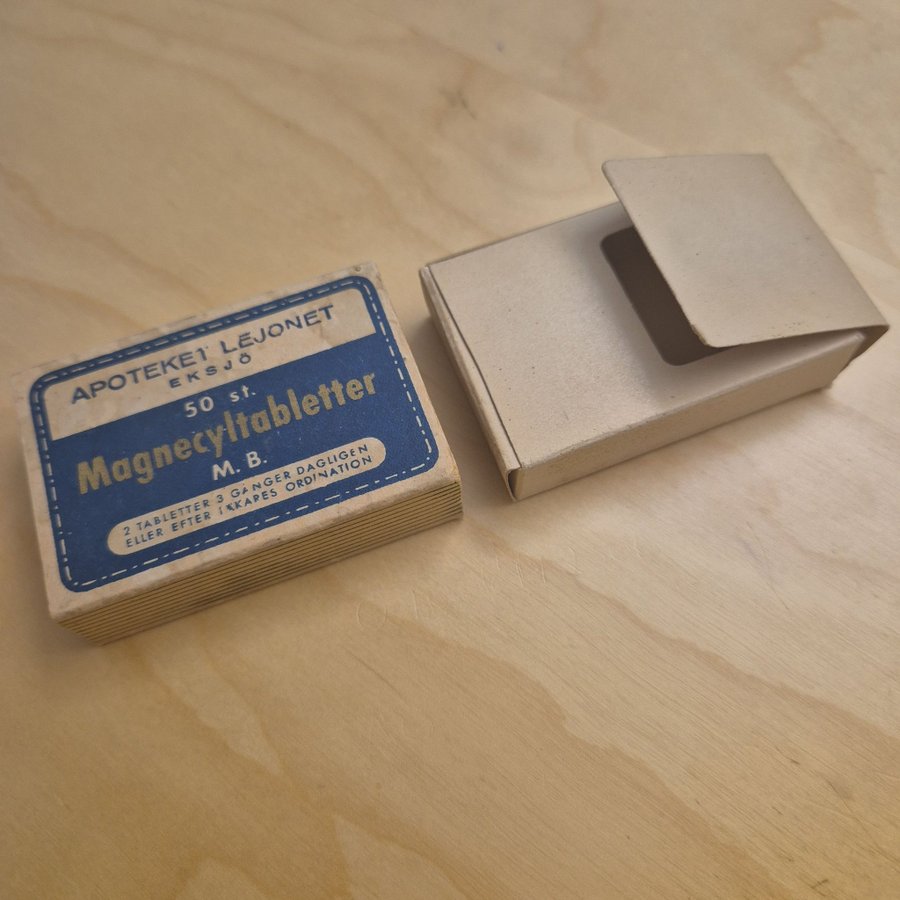 APOTEKET LEJONET
EKSJÖ
50 st.
Magnecyltabletter
M. B.
2 TABLETTER 3 GÅNGER DAGLIGEN
ELLER EFTER LÄKARES ORDINATION